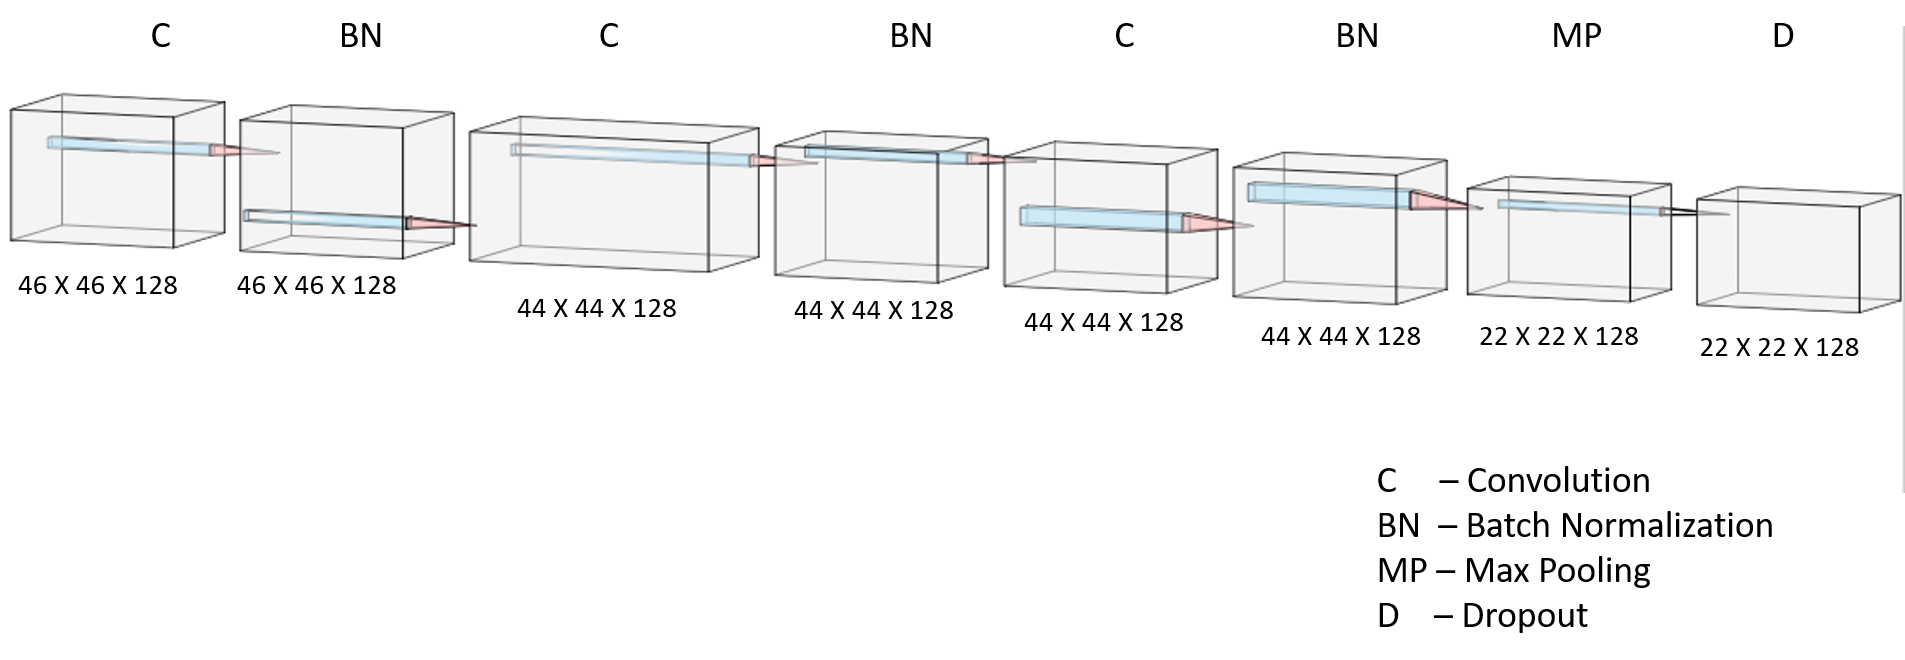 C BN C BN C BN MP D
46 X 46 X 128
46 X 46 X 128
44 X 44 X 128
44 X 44 X 128
44 X 44 X 128
44 X 44 X 128
22 X 22 X 128
22 X 22 X 128
C – Convolution
BN – Batch Normalization
MP – Max Pooling
D – Dropout